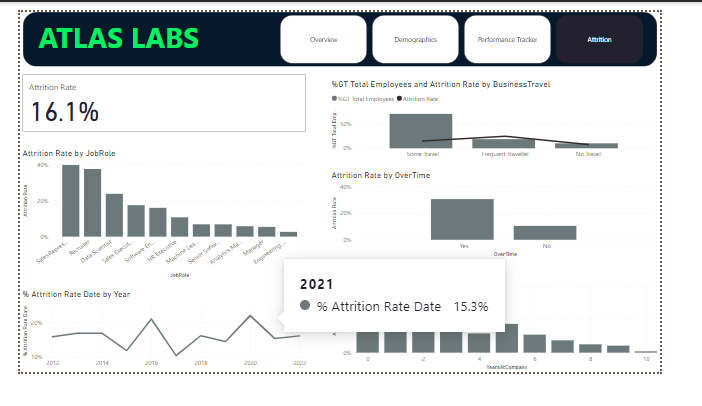 ATLAS LABS
Overview
Demographics
Performance Tracker
Attrition
Attrition Rate
16.1%
%GT Total Employees and Attrition Rate by BusinessTravel
%GT Total Employees Attrition Rate
%GT Total Emp...
50%
0%
Some Travel
Frequent Traveller
No Travel
Attrition Rate by JobRole
Attrition Rate
40%
20%
0%
Sales Repres...
Recruiter
Data Scientist
Sales Execut...
Software En...
HR Executive
Machine Lea...
Senior Softw...
Analytics Ma...
Manager
Engineering ...
JobRole
Attrition Rate by OverTime
Attrition Rate
40%
20%
0%
Yes
No
OverTime
% Attrition Rate Date by Year
% Attrition Rate Date
20%
10%
2012
2014
2016
2018
2020
2022
2021
% Attrition Rate Date 15.3%
0%
0
2
4
6
8
10
YearsAtCompany